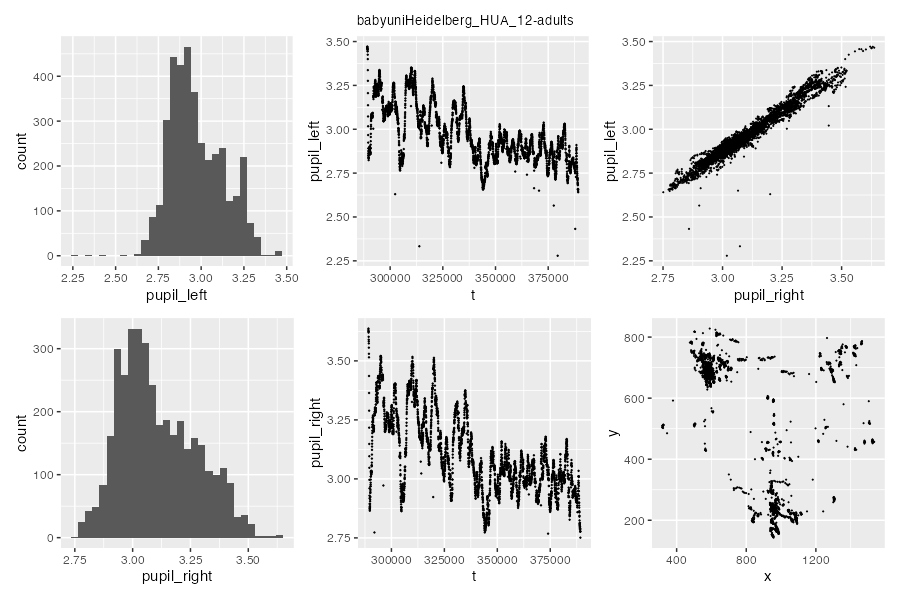 babyuniHeidelberg_HUA_12-adults
count
400
300
200
100
0
2.25 2.50 2.75 3.00 3.25 3.50
pupil_left
pupil_left
3.50
3.25
3.00
2.75
2.50
2.25
300000 325000 350000 375000
t
pupil_left
3.50
3.25
3.00
2.75
2.50
2.25
2.75 3.00 3.25 3.50
pupil_right
count
300
200
100
0
2.75 3.00 3.25 3.50
pupil_right
pupil_right
3.50
3.25
3.00
2.75
300000 325000 350000 375000
t
y
800
600
400
200
400 800 1200
x